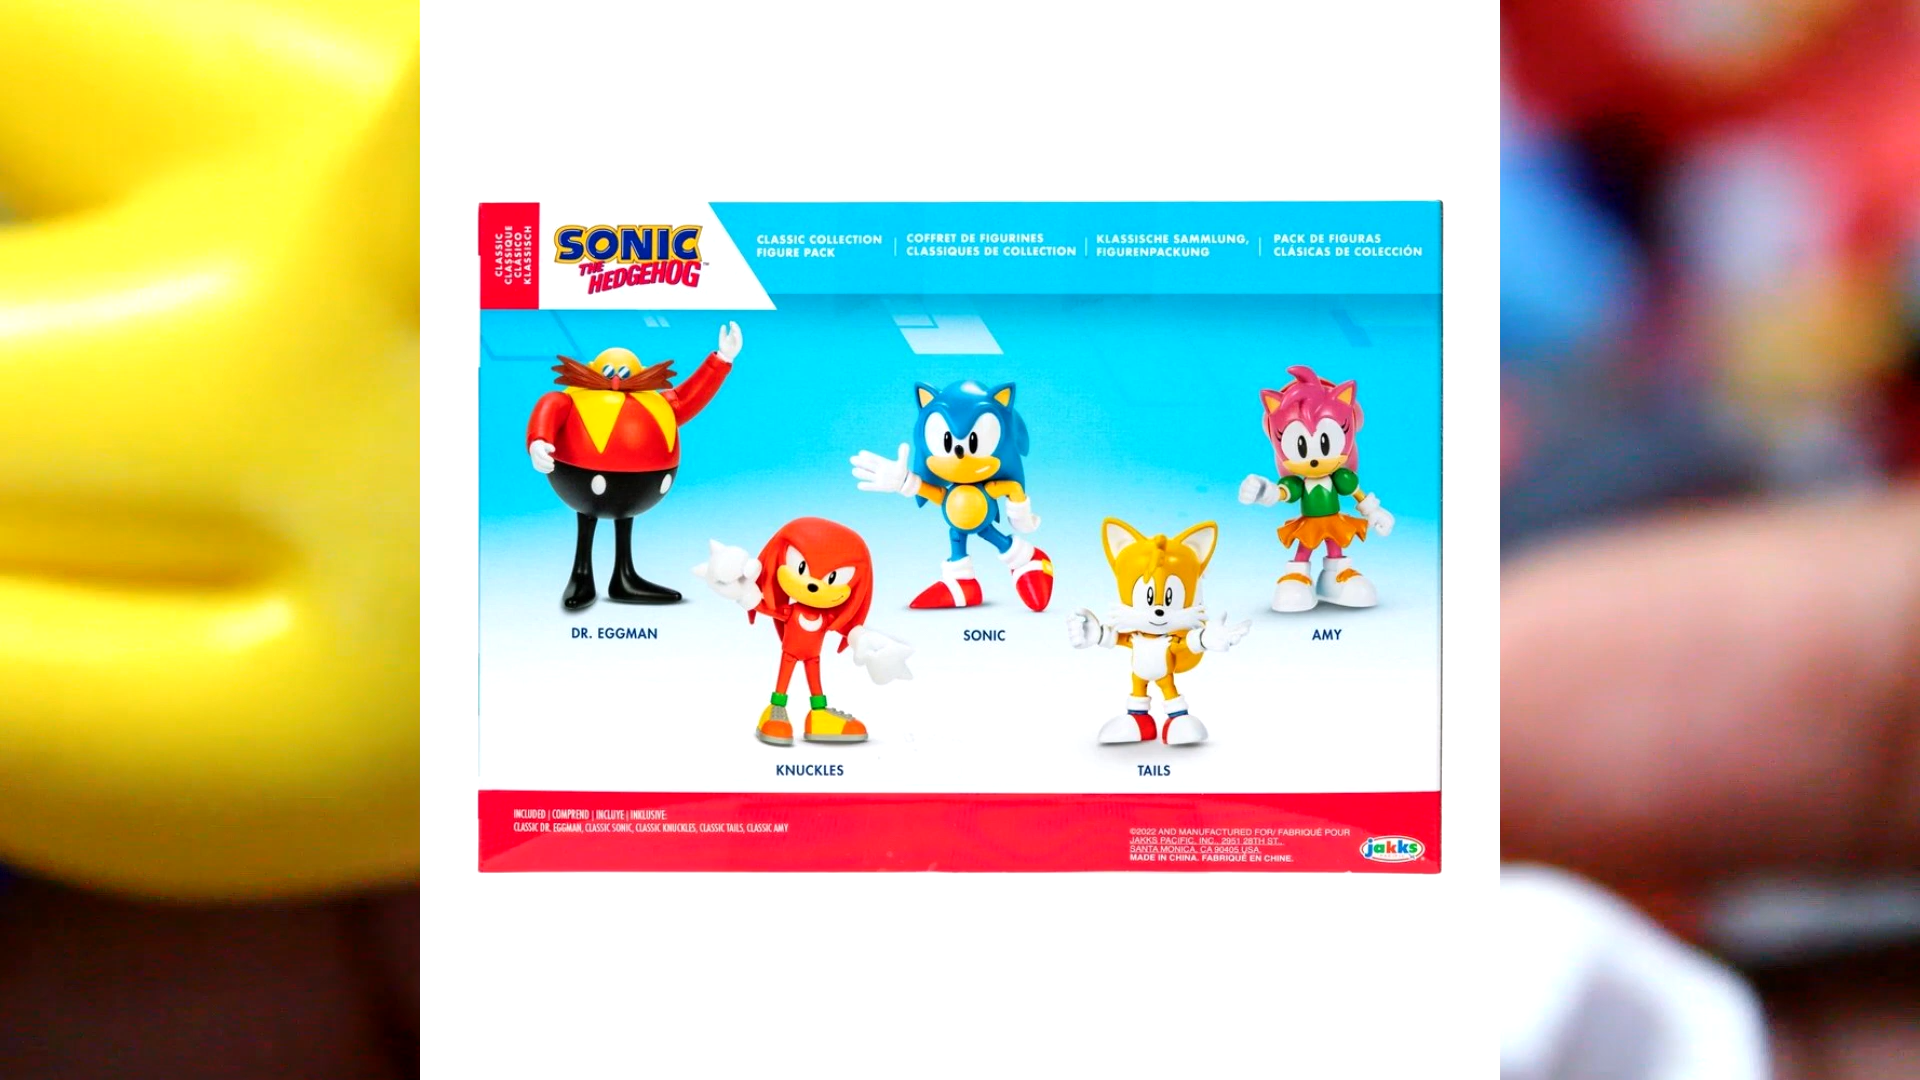 CLASSIC
CLASSIQUE
CLÁSICO
KLASSISCH
SONIC
THE
HEDGEHOG™
CLASSIC COLLECTION
FIGURE PACK
COFFRET DE FIGURINES
CLASSIQUES DE COLLECTION
KLASSISCHE SAMMLUNG,
FIGURENPACKUNG
PACK DE FIGURAS
CLÁSICAS DE COLECCIÓN
DR. EGGMAN
SONIC
AMY
KNUCKLES
TAILS
INCLUDED | COMPREND | INCLUYE | INKLUSIVE:
CLASSIC DR. EGGMAN, CLASSIC SONIC, CLASSIC KNUCKLES, CLASSIC TAILS, CLASSIC AMY
©2022 AND MANUFACTURED FOR/ FABRIQUÉ POUR
JAKKS PACIFIC, INC., 2951 28TH ST.,
SANTA MONICA, CA 90405 USA.
MADE IN CHINA. FABRIQUÉ EN CHINE.
jakks